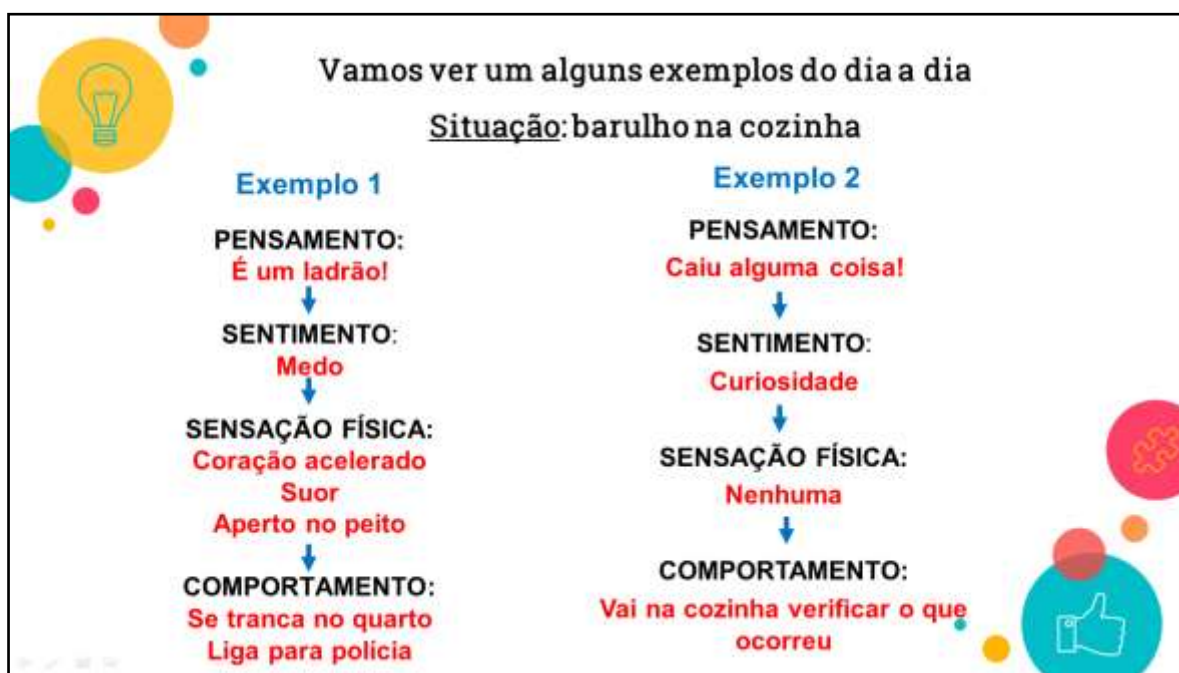 Vamos ver um alguns exemplos do dia a dia
Situação: barulho na cozinha
Exemplo 1
PENSAMENTO:
É um ladrão!
SENTIMENTO:
Medo
SENSAÇÃO FÍSICA:
Coração acelerado
Suor
Aperto no peito
COMPORTAMENTO:
Se tranca no quarto
Liga para polícia
Exemplo 2
PENSAMENTO:
Caiu alguma coisa!
SENTIMENTO:
Curiosidade
SENSAÇÃO FÍSICA:
Nenhuma
COMPORTAMENTO:
Vai na cozinha verificar o que
ocorreu